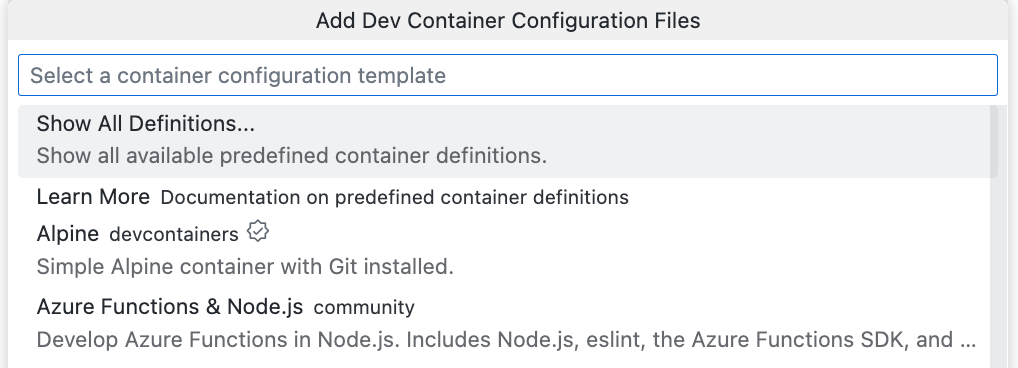 Add Dev Container Configuration Files
Select a container configuration template
Show All Definitions...
Show all available predefined container definitions.
Learn More Documentation on predefined container definitions
Alpine devcontainers
Simple Alpine container with Git installed.
Azure Functions & Node.js community
Develop Azure Functions in Node.js. Includes Node.js, eslint, the Azure Functions SDK, and ...